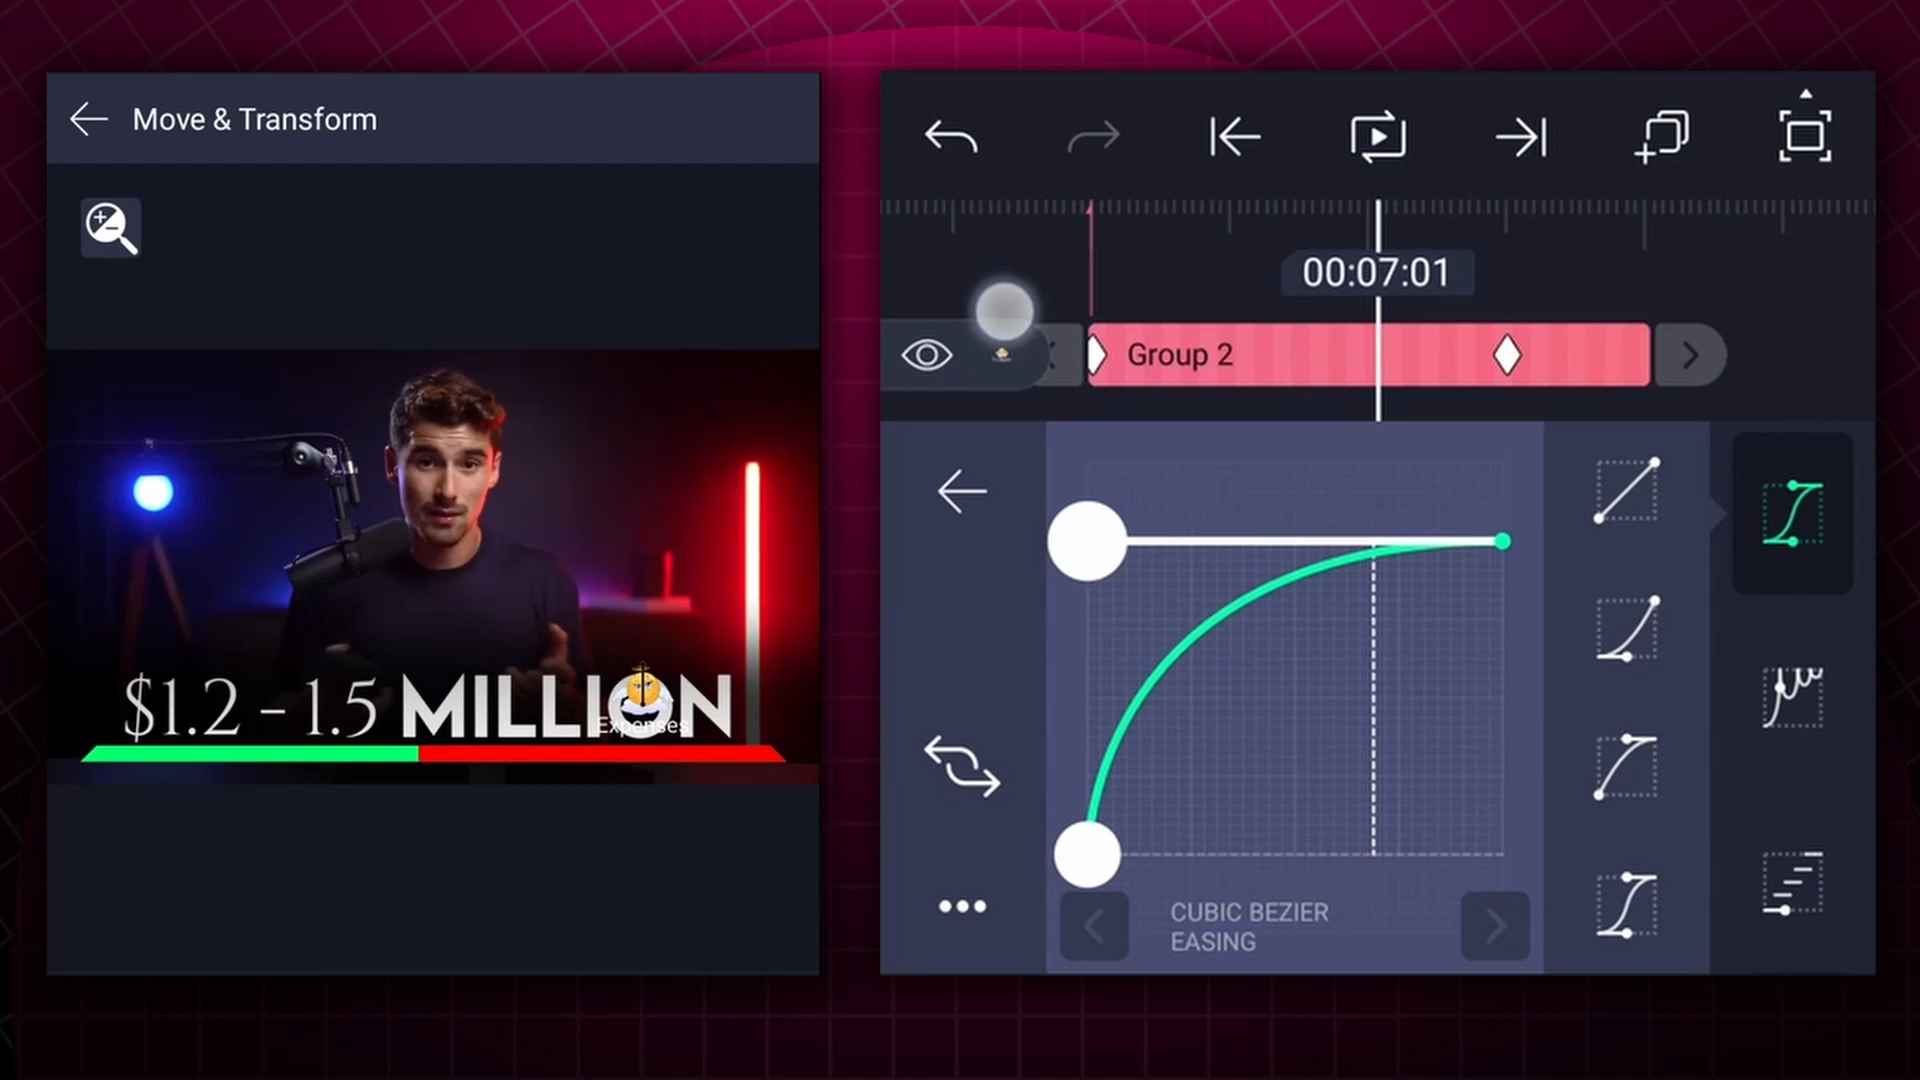 Move & Transform
00:07:01
Group 2
$1.2 - 1.5 MILLION
Expenses
CUBIC BEZIER
EASING